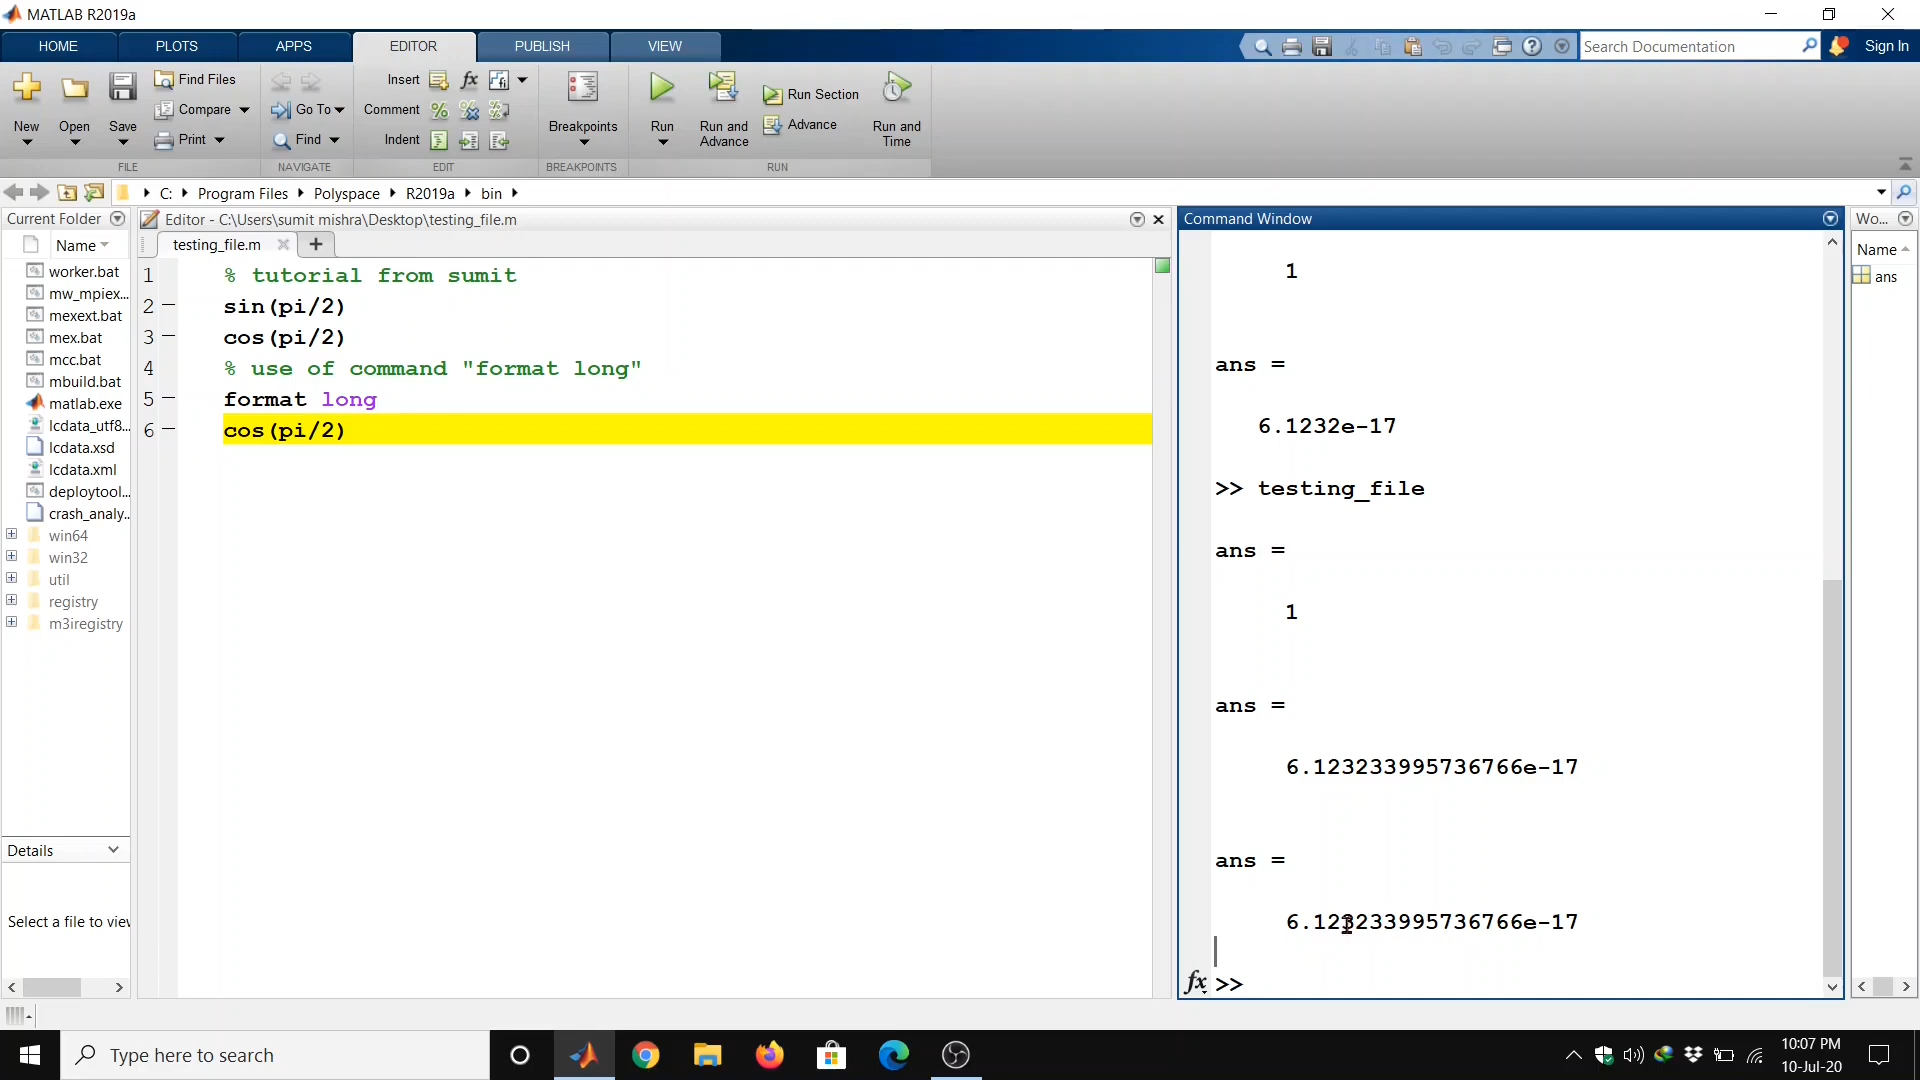 MATLAB R2019a
HOME PLOTS APPS EDITOR PUBLISH VIEW
Search Documentation
Sign In
New Open Save
Find Files
Compare
Print
FILE
Go To
Find
NAVIGATE
Insert fx
Comment
Indent
EDIT
Breakpoints
BREAKPOINTS
Run
Run and Advance
Run Section
Advance
Run and Time
RUN
C: Program Files Polyspace R2019a bin
Current Folder
Name
worker.bat
mw_mpiex...
mexext.bat
mex.bat
mcc.bat
mbuild.bat
matlab.exe
lcdata_utf8...
lcdata.xsd
lcdata.xml
deploytool...
crash_analy...
win64
win32
util
registry
m3iregistry
Details
Select a file to view
Editor - C:\Users\sumit mishra\Desktop\testing_file.m
testing_file.m
1 % tutorial from sumit
2 sin(pi/2)
3 cos(pi/2)
4 % use of command "format long"
5 format long
6 cos(pi/2)
Command Window
1
ans =
6.1232e-17
>> testing_file
ans =
1
ans =
6.123233995736766e-17
ans =
6.123233995736766e-17
fx >>
Wo...
Name
ans
Type here to search
10:07 PM
10-Jul-20